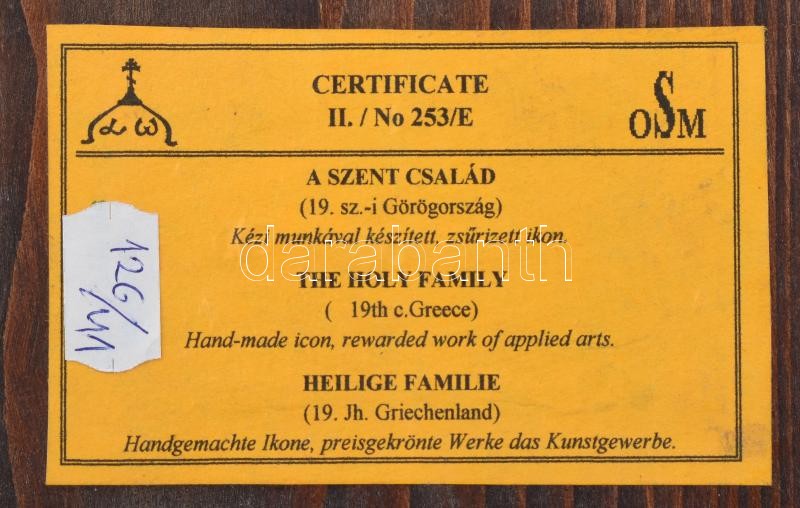 CERTIFICATE
II. / No 253/E
α ω
OSM
A SZENT CSALÁD
(19. sz.-i Görögország)
Kézi munkával készített, zsűrizett ikon.
THE HOLY FAMILY
( 19th c.Greece)
Hand-made icon, rewarded work of applied arts.
HEILIGE FAMILIE
(19. Jh. Griechenland)
Handgemachte Ikone, preisgekrönte Werke das Kunstgewerbe.
126/
darabanth